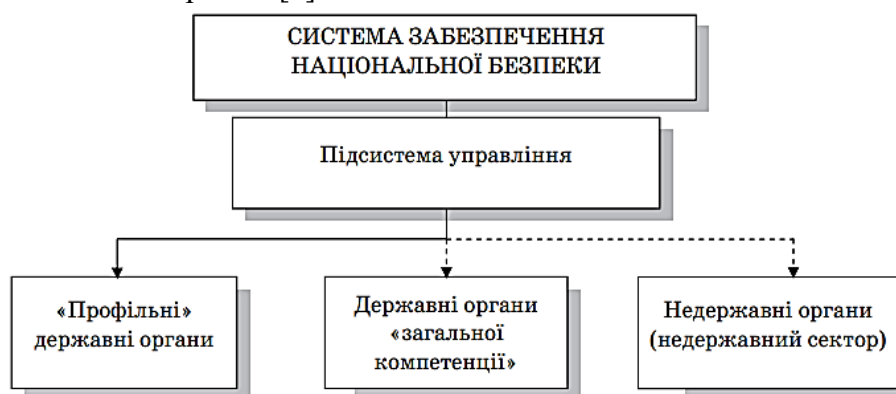 СИСТЕМА ЗАБЕЗПЕЧЕННЯ
НАЦІОНАЛЬНОЇ БЕЗПЕКИ
Підсистема управління
«Профільні»
державні органи
Державні органи
«загальної
компетенції»
Недержавні органи
(недержавний сектор)